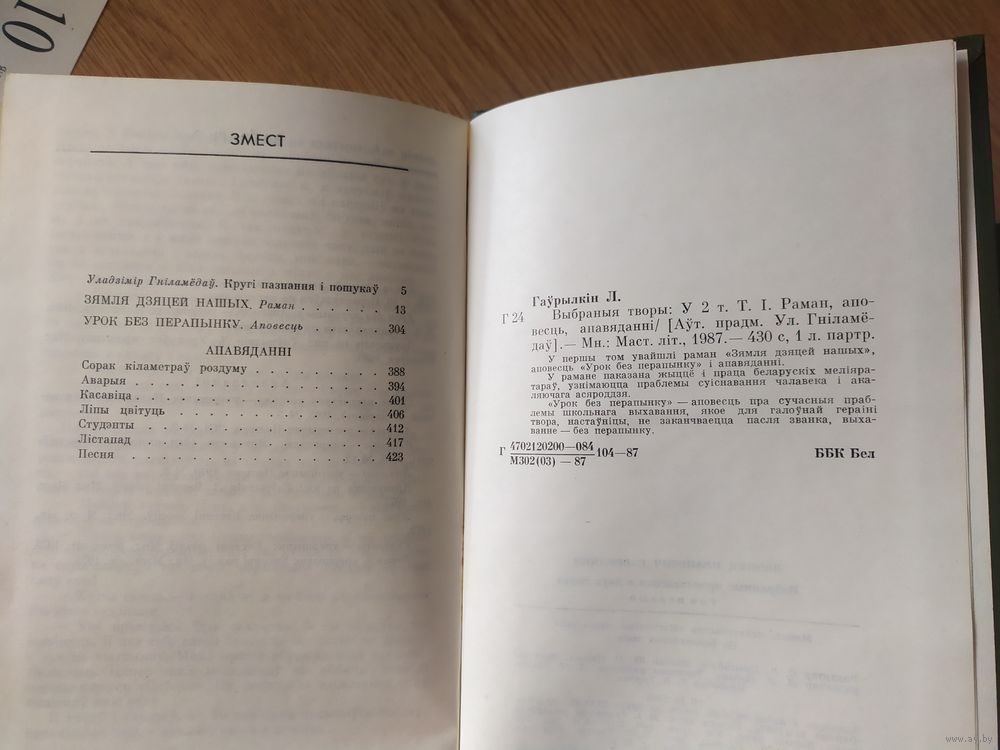 10
ЗМЕСТ
Уладзімір Гніламёдаў. Кругі пазнання і пошукаў 5
ЗЯМЛЯ ДЗЯЦЕЙ НАШЫХ. Раман . . . . . . 13
УРОК БЕЗ ПЕРАПЫНКУ. Аповесць . . . . . 304
АПАВЯДАННІ
Сорак кіламетраў роздуму . . . . . . . . . 388
Аварыя . . . . . . . . . . . . . . . . . 394
Касавіца . . . . . . . . . . . . . . . . 401
Ліпы цвітуць . . . . . . . . . . . . . . 406
Студэнты . . . . . . . . . . . . . . . . 412
Лістапад . . . . . . . . . . . . . . . . 417
Песня . . . . . . . . . . . . . . . . . 423
Гаўрылкін Л.
Г 24 Выбраныя творы: У 2 т. Т. І. Раман, апо-
весць, апавяданні/ [Аўт. прадм. Ул. Гніламё-
даў].— Мн.: Маст. літ., 1987.— 430 с, 1 л. партр.
У першы том увайшлі раман «Зямля дзяцей нашых»,
аповесць «Урок без перапынку» і апавяданні.
У рамане паказана жыццё і праца беларускіх меліяра-
тараў, узнімаюцца праблемы суіснавання чалавека і ака-
ляючага асяроддзя.
«Урок без перапынку» — аповесць пра сучасныя праб-
лемы школьнага выхавання, якое для галоўнай гераіні
твора, настаўніцы, не заканчваецца пасля званка, выха-
ванне — без перапынку.
Г 4702120200—084 104—87 ББК Бел
М302(03) — 87
www.ay.by